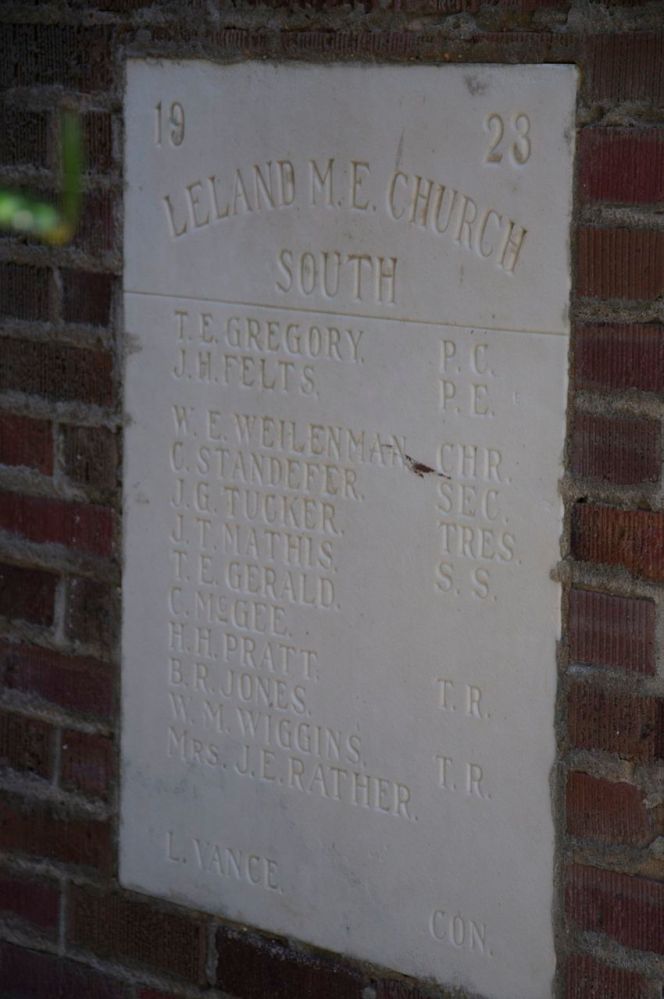 19 23
LELAND M.E. CHURCH
SOUTH
T. E. GREGORY. P. C.
J. H. FELTS. P. E.
W. E. WEILENMAN. CHR.
C. STANDEFER. SEC.
J. G. TUCKER. TRES.
J. T. MATHIS. S. S.
T. E. GERALD.
C. McGEE.
H. H. PRATT. T. R.
B. R. JONES.
W. M. WIGGINS. T. R.
MRS. J. E. RATHER.
L. VANCE. CON.